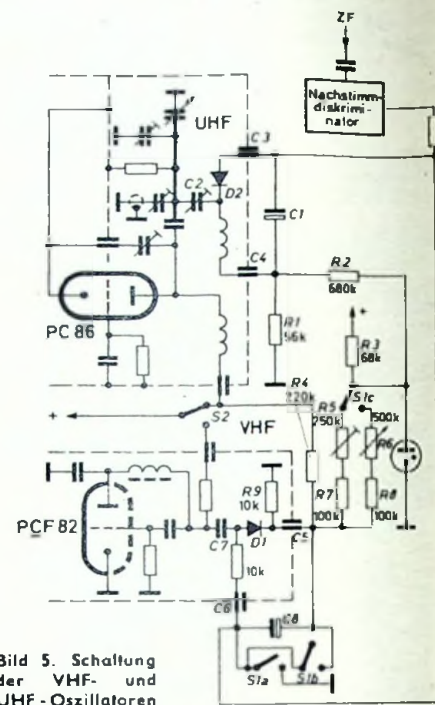 ZF
Nachstimm-
diskrimi-
nator
UHF
C3
D2
C2
C1
C4
R2
680k
PC 86
R1
56k
+
R3
68k
R4
220k
S1c
+
S2
VHF
R5
250k
500k
R6
R9
10k
R7
100k
R8
100k
PCF 82
C7
D1
C5
10k
C6
C8
S1a
S1b
Bild 5. Schaltung
der VHF- und
UHF-Oszillatoren